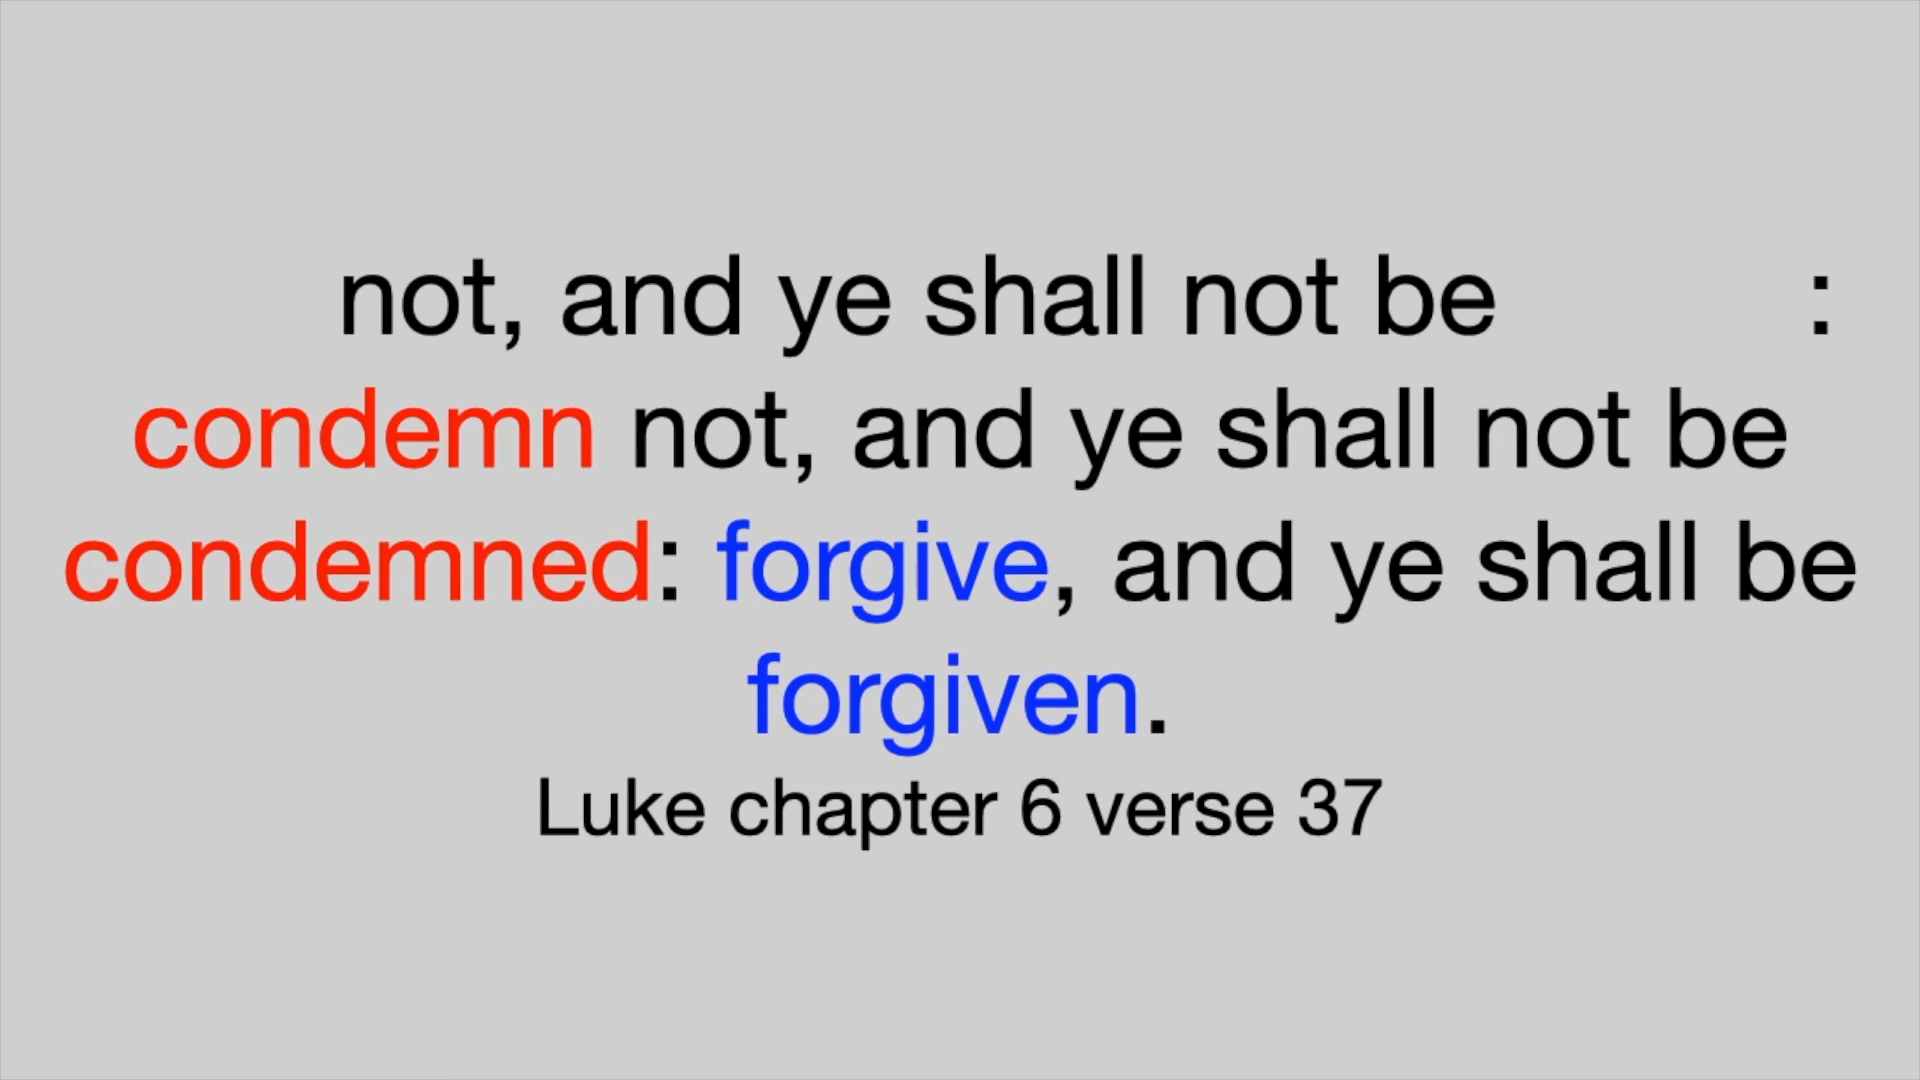 not, and ye shall not be :
condemn not, and ye shall not be
condemned: forgive, and ye shall be
forgiven.
Luke chapter 6 verse 37